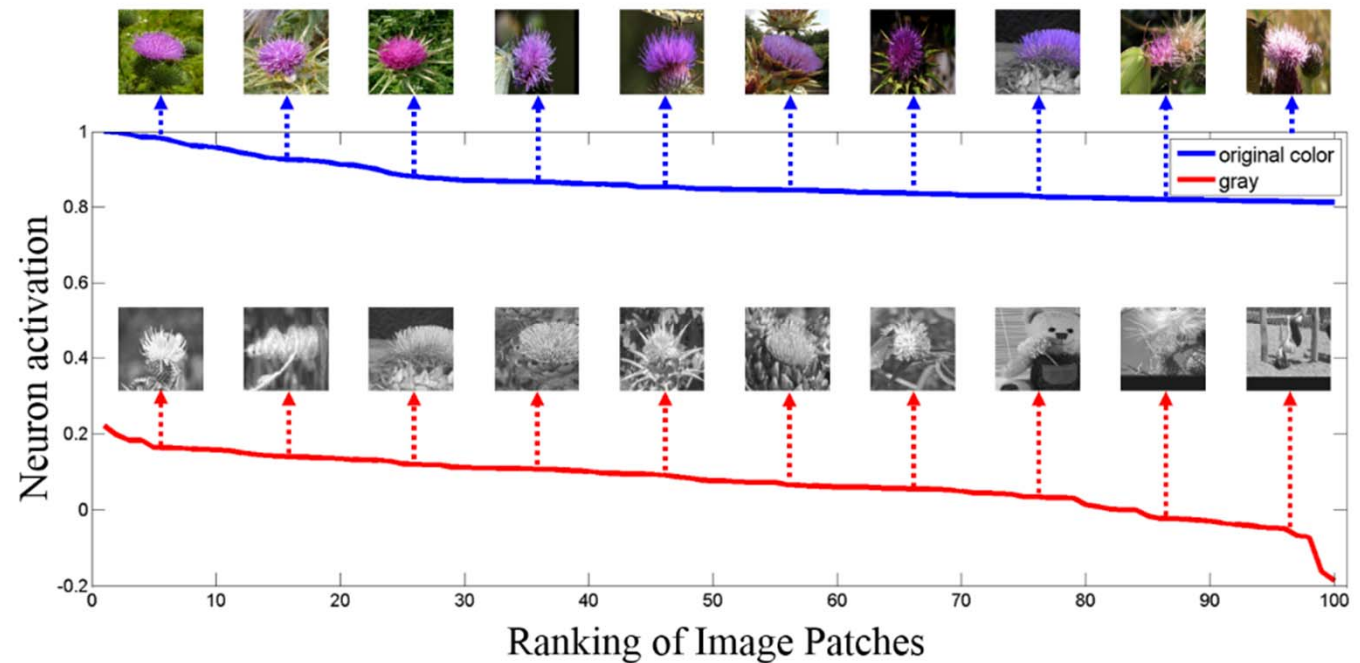 1
0.8
0.6
0.4
0.2
0
-0.2
Neuron activation
original color
gray
0 10 20 30 40 50 60 70 80 90 100
Ranking of Image Patches